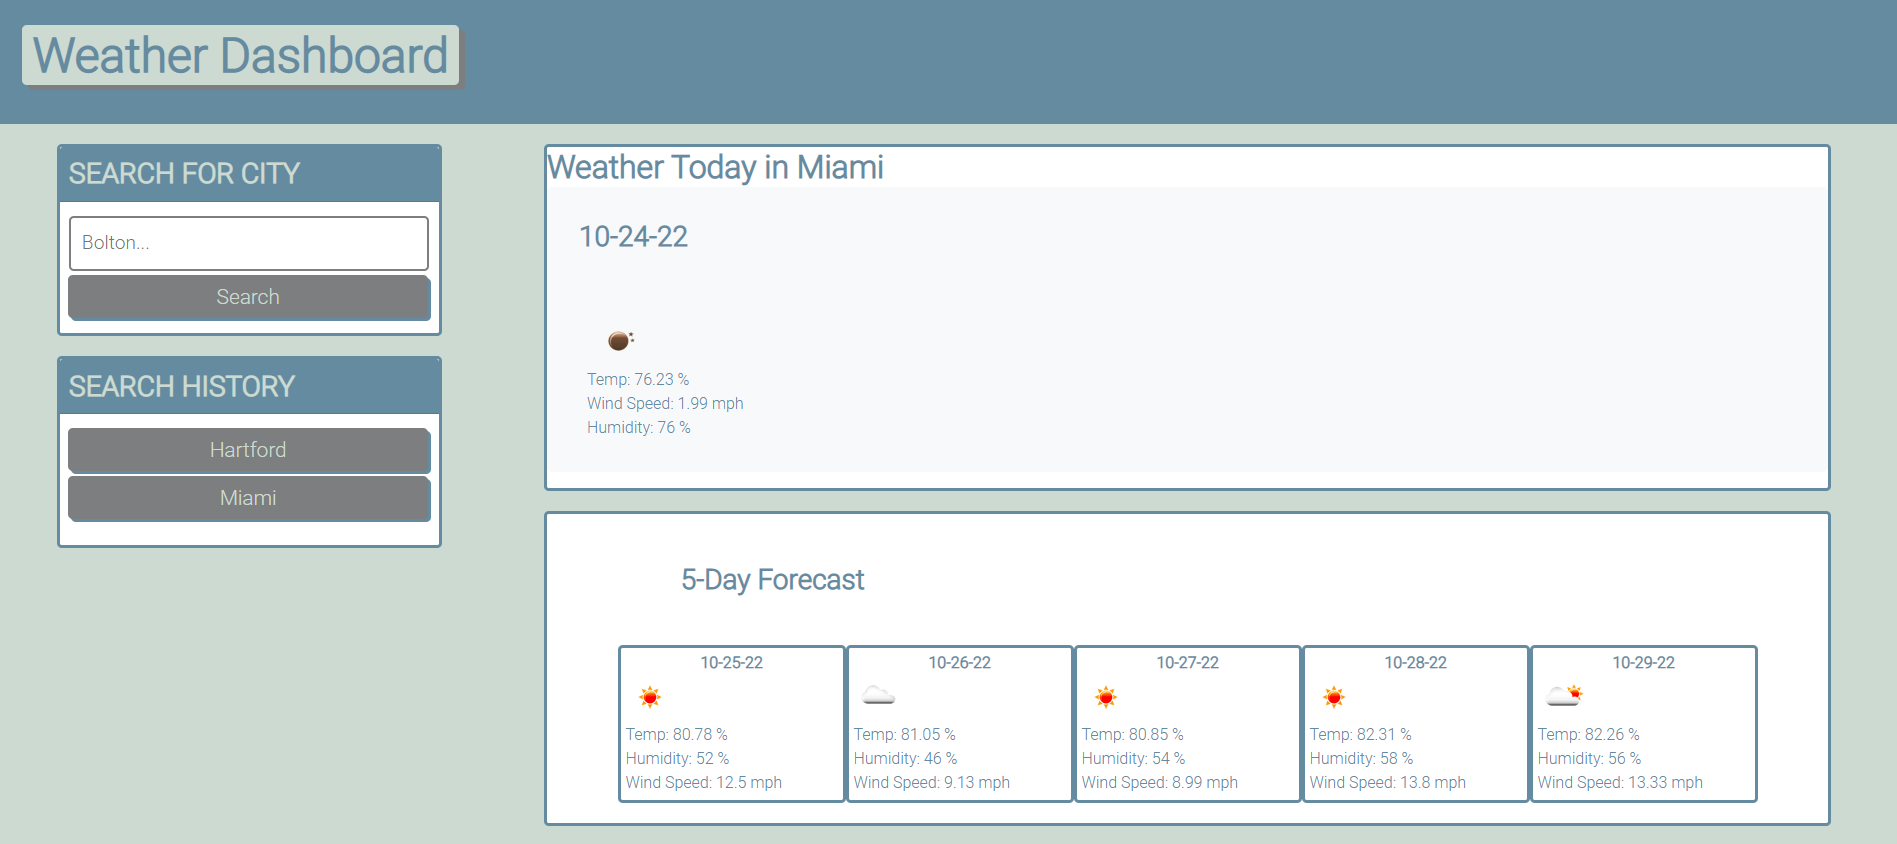 Weather Dashboard
SEARCH FOR CITY
Bolton...
Search
SEARCH HISTORY
Hartford
Miami
Weather Today in Miami
10-24-22
Temp: 76.23 %
Wind Speed: 1.99 mph
Humidity: 76 %
5-Day Forecast
10-25-22
Temp: 80.78 %
Humidity: 52 %
Wind Speed: 12.5 mph
10-26-22
Temp: 81.05 %
Humidity: 46 %
Wind Speed: 9.13 mph
10-27-22
Temp: 80.85 %
Humidity: 54 %
Wind Speed: 8.99 mph
10-28-22
Temp: 82.31 %
Humidity: 58 %
Wind Speed: 13.8 mph
10-29-22
Temp: 82.26 %
Humidity: 56 %
Wind Speed: 13.33 mph